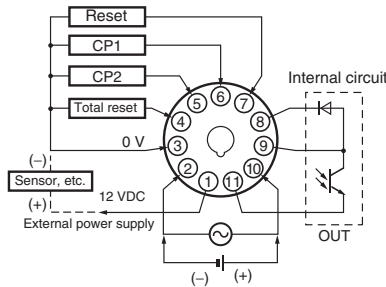 Reset
CP1
CP2
Total reset
0 V
(−)
Sensor, etc.
(+)
12 VDC
External power supply
1
2
3
4
5
6
7
8
9
10
11
Internal circuit
OUT
(−)
(+)